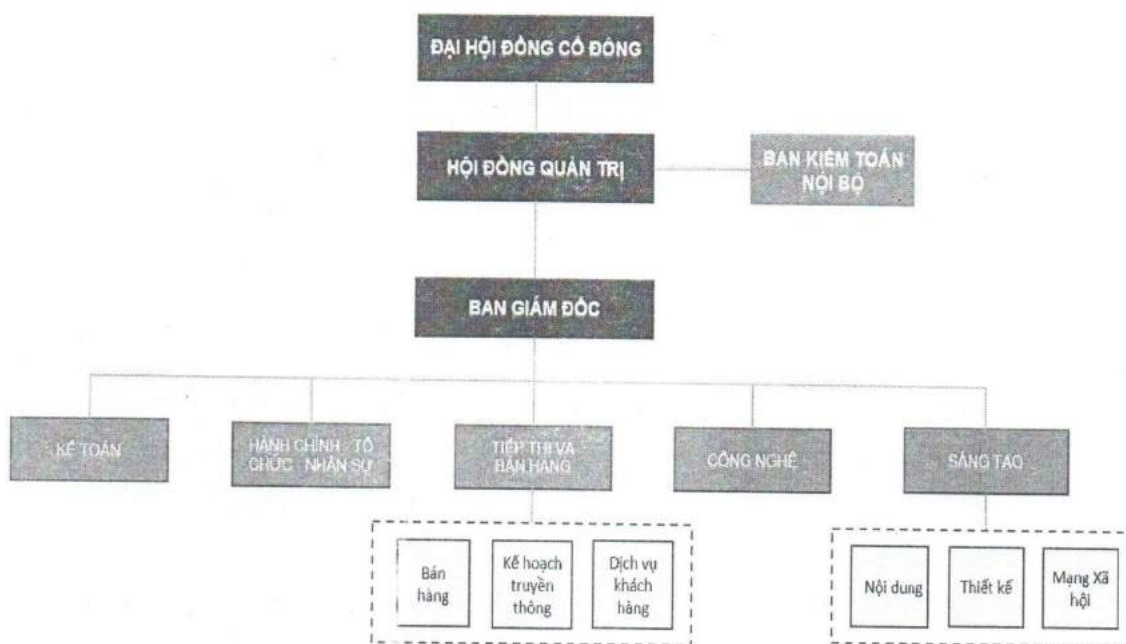 ĐẠI HỘI ĐỒNG CỔ ĐÔNG
HỘI ĐỒNG QUẢN TRỊ
BAN KIỂM TOÁN
NỘI BỘ
BAN GIÁM ĐỐC
KẾ TOÁN
HÀNH CHÍNH - TỔ
CHỨC - NHÂN SỰ
TIẾP THỊ VÀ
BÁN HÀNG
CÔNG NGHỆ
SÁNG TẠO
Bán
hàng
Kế hoạch
truyền
thông
Dịch vụ
khách
hàng
Nội dung
Thiết kế
Mạng Xã
hội